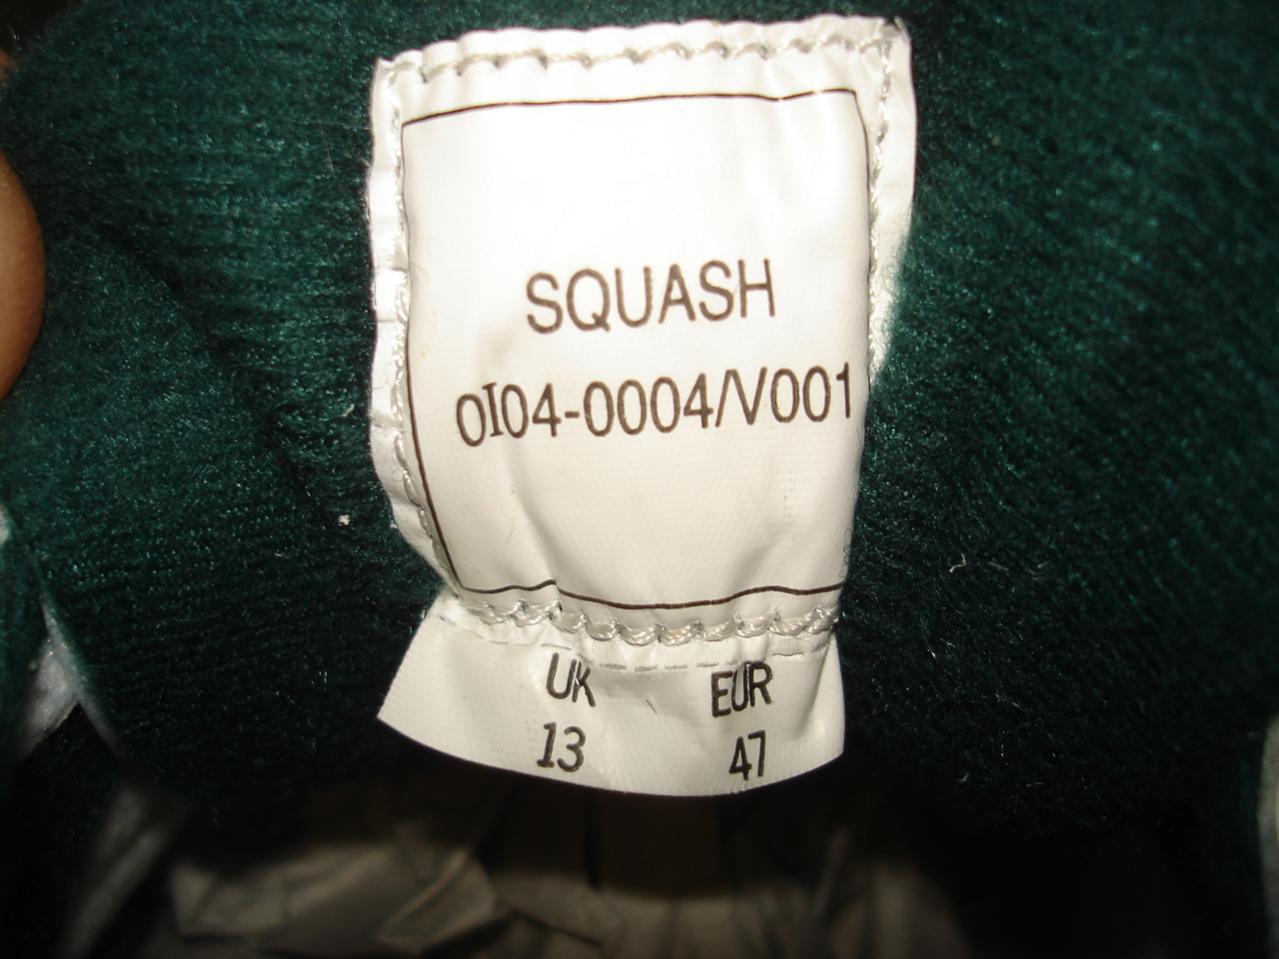 SQUASH
0I04-0004/V001
UK EUR
13 47